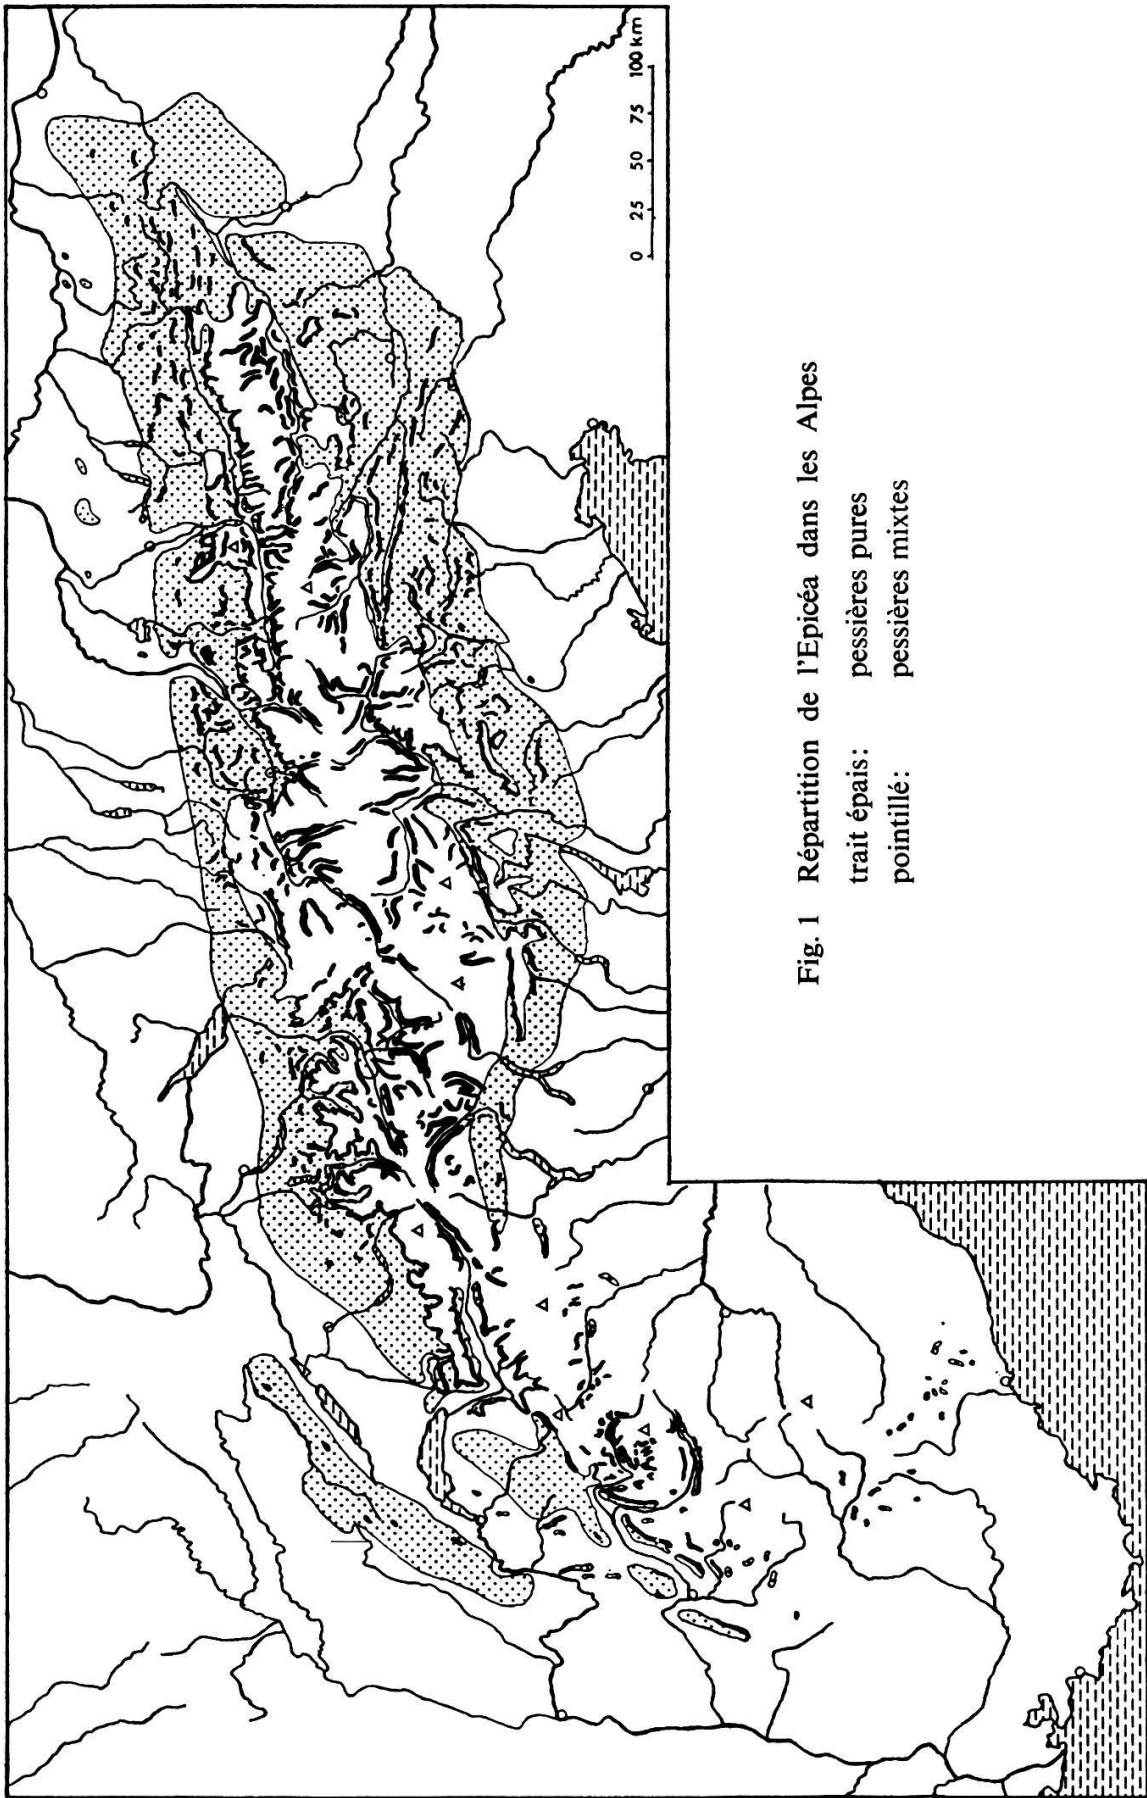 0 25 50 75 100 km
Fig. 1 Répartition de l'Epicéa dans les Alpes
trait épais: pessières pures
pointillé: pessières mixtes